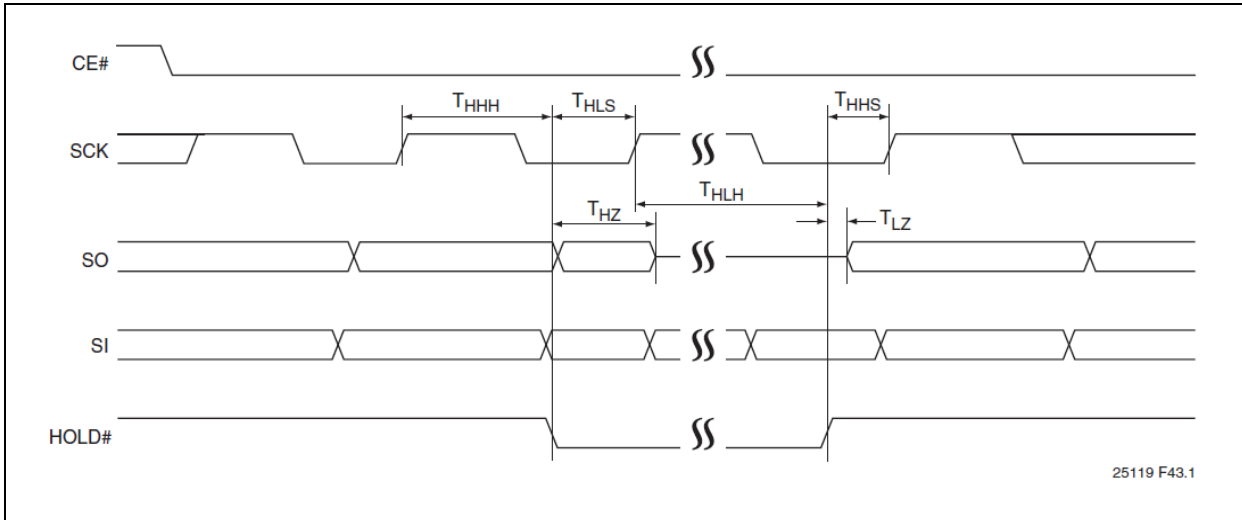 CE#
THHH
THLS
THHS
SCK
THLH
THZ
TLZ
SO
SI
HOLD#
25119 F43.1